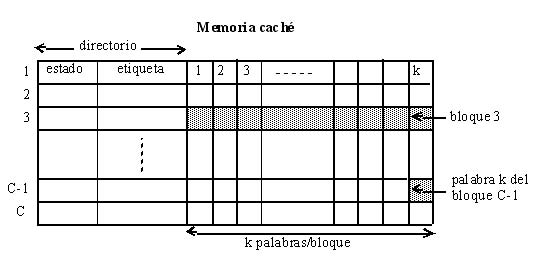 Memoria caché
directorio
1 estado etiqueta 1 2 3 - - - - - k
2
3 bloque 3
C-1 palabra k del
bloque C-1
C
k palabras/bloque